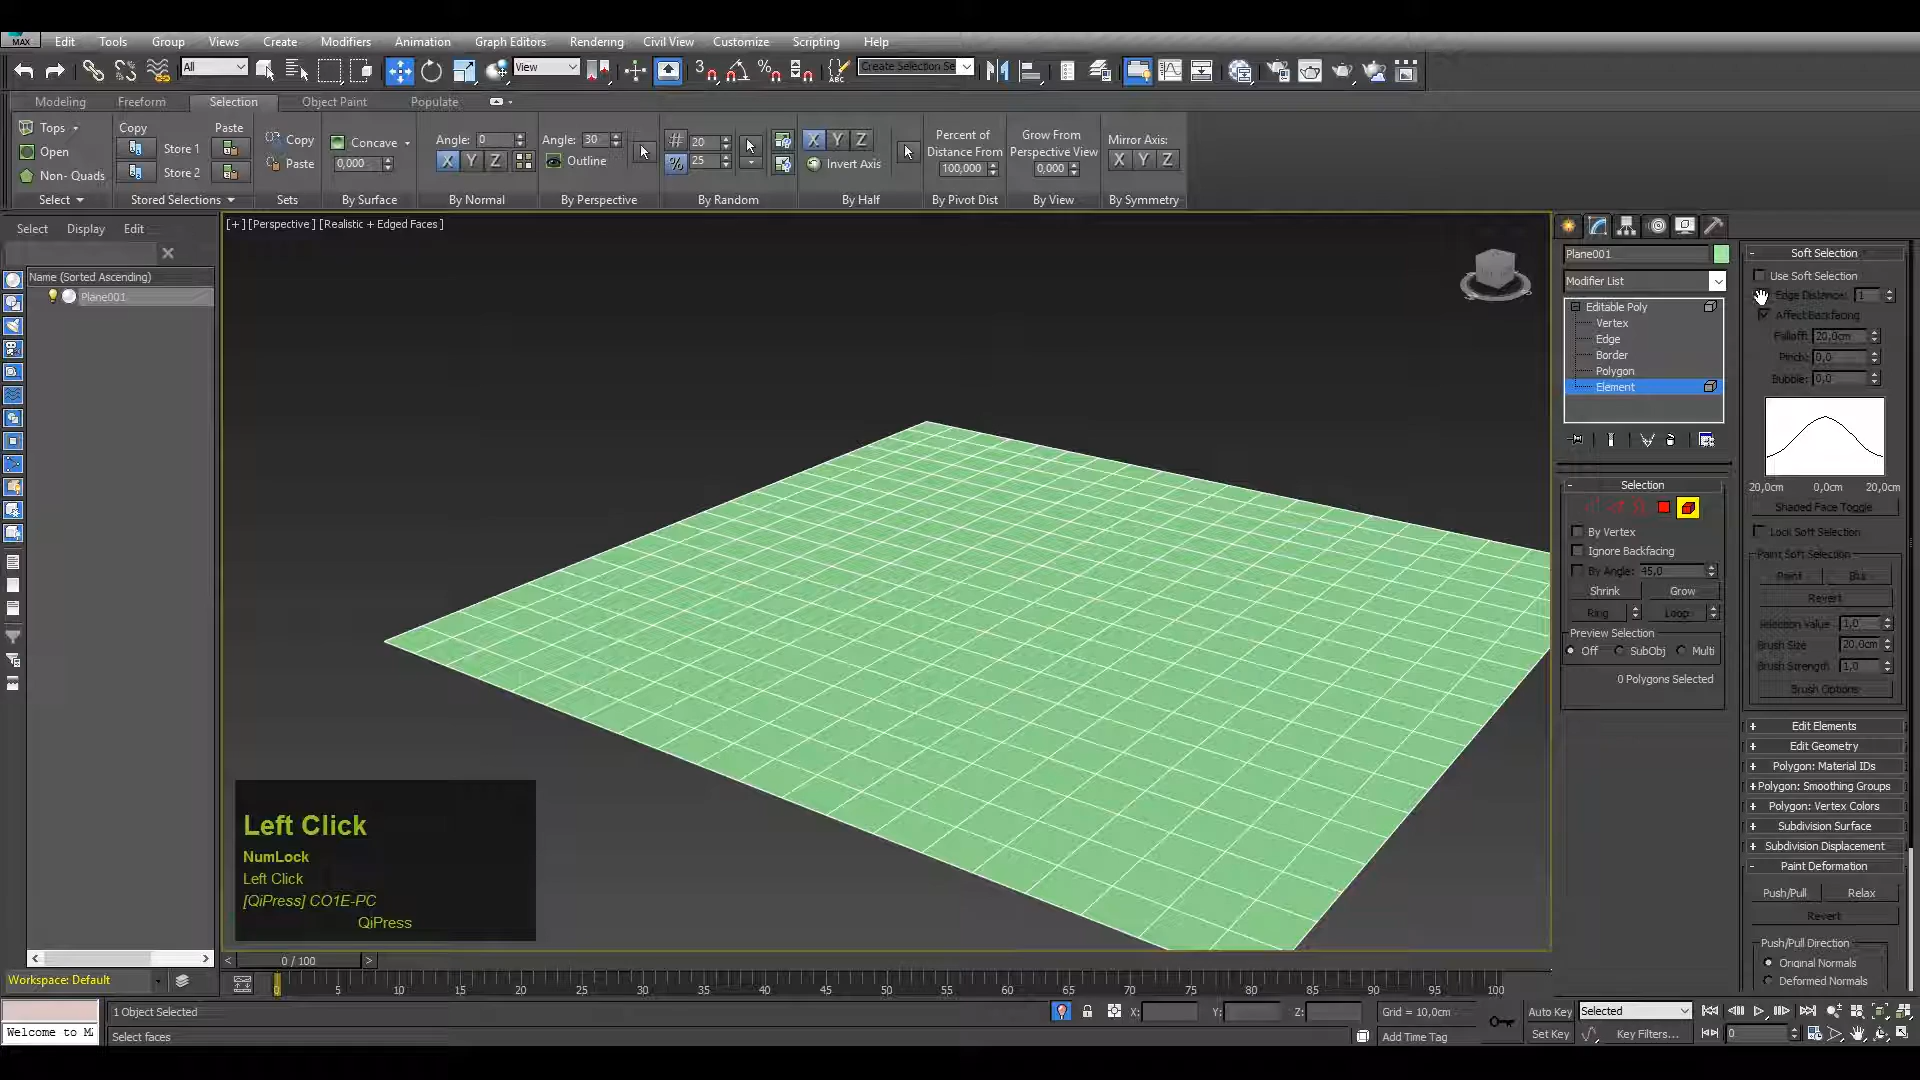 MAX Edit Tools Group Views Create Modifiers Animation Graph Editors Rendering Civil View Customize Scripting Help
All View 3 % ABC Create Selection Se
Modeling Freeform Selection Object Paint Populate
Tops Copy Paste Copy Concave Angle: 0 Angle: 30 # 20 X Y Z Percent of Distance From 100,000 Grow From Perspective View 0,000 Mirror Axis:
Open Store 1 Paste 0,000 X Y Z Outline % 25 Invert Axis X Y Z
Non- Quads Store 2
Select Stored Selections Sets By Surface By Normal By Perspective By Random By Half By Pivot Dist By View By Symmetry
Select Display Edit
Name (Sorted Ascending)
Plane001
[+] [Perspective] [Realistic + Edged Faces]
Left Click
NumLock
Left Click
[QiPress] CO1E-PC
QiPress
Plane001
Modifier List
Editable Poly
Vertex
Edge
Border
Polygon
Element
- Selection
By Vertex
Ignore Backfacing
By Angle: 45,0
Shrink Grow
Ring Loop
Preview Selection
Off SubObj Multi
0 Polygons Selected
- Soft Selection
Use Soft Selection
Edge Distance: 1
Affect Backfacing
Falloff: 20,0cm
Pinch: 0,0
Bubble: 0,0
20,0cm 0,0cm 20,0cm
Shaded Face Toggle
Lock Soft Selection
Paint Soft Selection
Paint Blur
Revert
Selection Value 1,0
Brush Size 20,0cm
Brush Strength 1,0
Brush Options
+ Edit Elements
+ Edit Geometry
+ Polygon: Material IDs
+ Polygon: Smoothing Groups
+ Polygon: Vertex Colors
+ Subdivision Surface
+ Subdivision Displacement
- Paint Deformation
Push/Pull Relax
Revert
Push/Pull Direction
Original Normals
Deformed Normals
< 0 / 100 >
Workspace: Default
0 5 10 15 20 25 30 35 40 45 50 55 60 65 70 75 80 85 90 95 100
1 Object Selected X: Y: Z: Grid = 10,0cm Auto Key Selected
Welcome to M
Select faces Add Time Tag Set Key Key Filters... 0